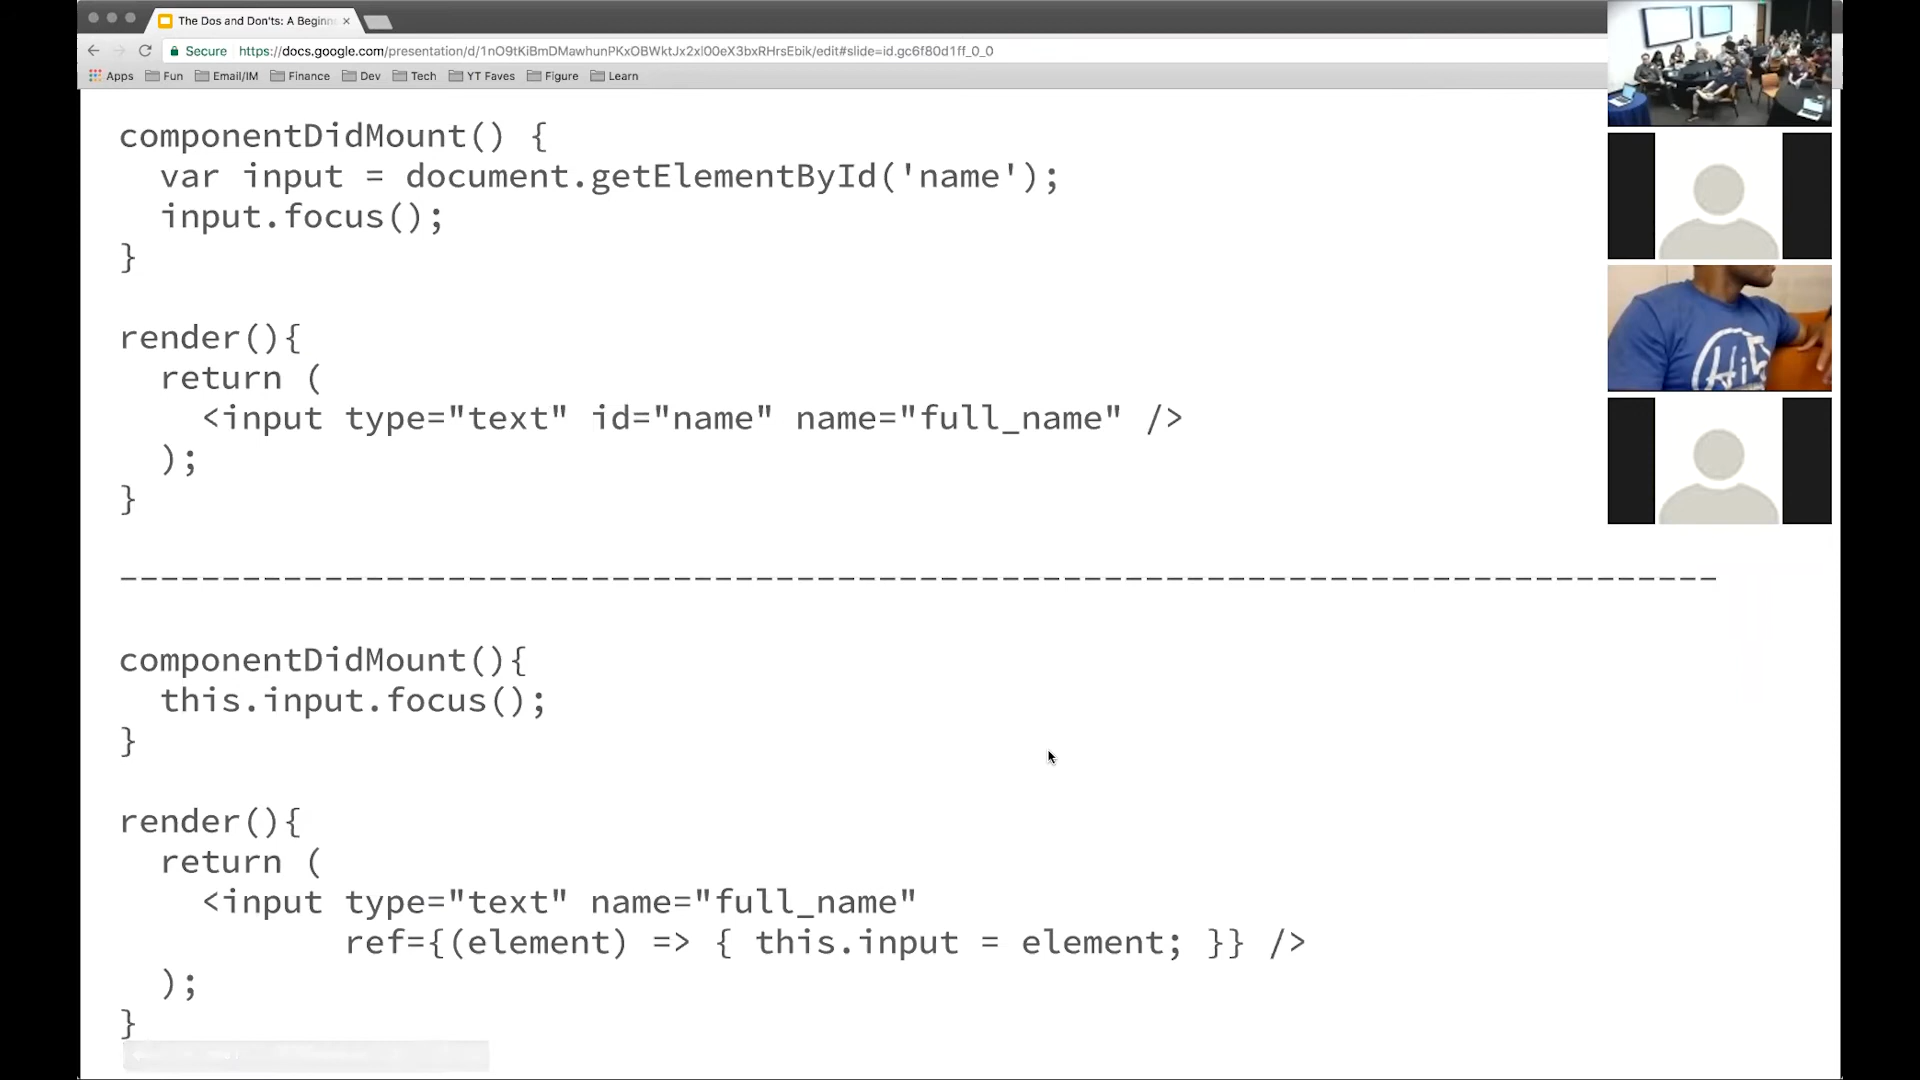 The Dos and Don'ts: A Beginn
Secure https://docs.google.com/presentation/d/1nO9tKiBmDMawhunPKxOBWktJx2xl00eX3bxRHrsEbik/edit#slide=id.gc6f80d1ff_0_0
Apps Fun Email/IM Finance Dev Tech YT Faves Figure Learn
componentDidMount() {
var input = document.getElementById('name');
input.focus();
}
render(){
return (
<input type="text" id="name" name="full_name" />
);
}
------------------------------------------------------------------------------
componentDidMount(){
this.input.focus();
}
render(){
return (
<input type="text" name="full_name"
ref={(element) => { this.input = element; }} />
);
}